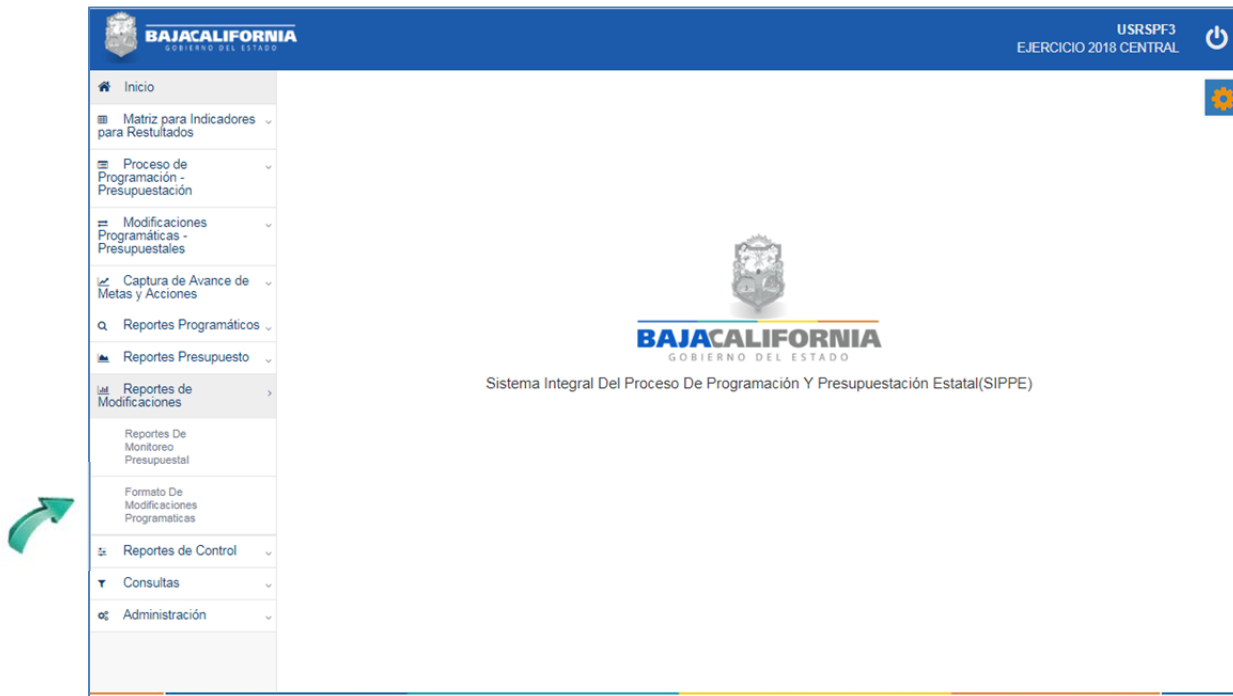 BAJACALIFORNIA
GOBIERNO DEL ESTADO
USRSPF3
EJERCICIO 2018 CENTRAL
Inicio
Matriz para Indicadores
para Restultados
Proceso de
Programación -
Presupuestación
Modificaciones
Programáticas -
Presupuestales
Captura de Avance de
Metas y Acciones
Reportes Programáticos
Reportes Presupuesto
Reportes de
Modificaciones
Reportes De
Monitoreo
Presupuestal
Formato De
Modificaciones
Programaticas
Reportes de Control
Consultas
Administración
BAJACALIFORNIA
GOBIERNO DEL ESTADO
Sistema Integral Del Proceso De Programación Y Presupuestación Estatal(SIPPE)